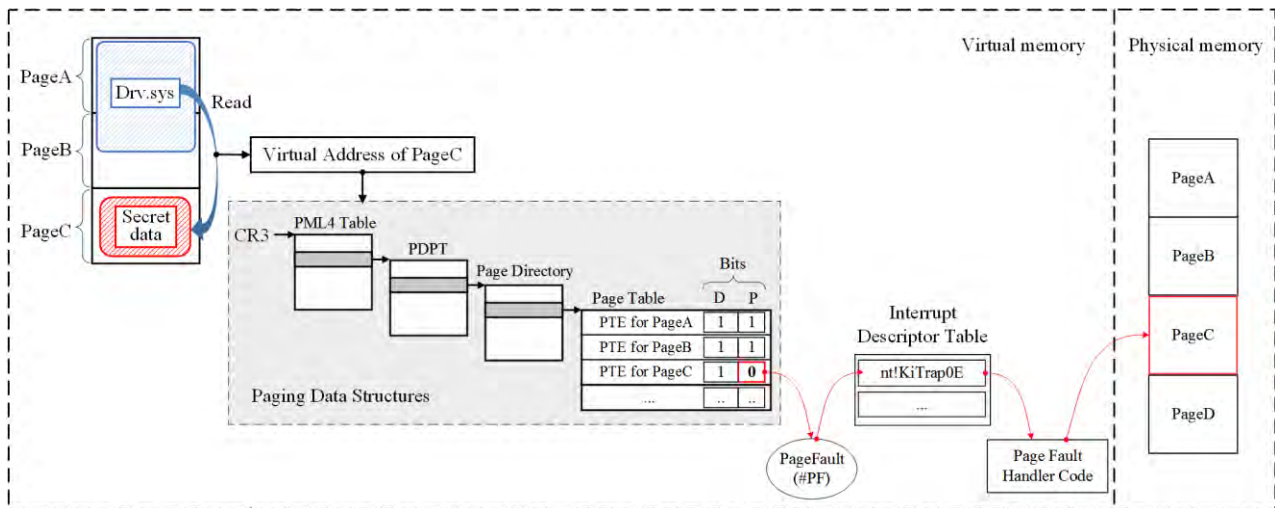 Virtual memory
Physical memory
PageA
Drv.sys
Read
PageB
Virtual Address of PageC
PageC
Secret
data
CR3
PML4 Table
PDPT
Page Directory
Page Table
Bits
D P
PTE for PageA 1 1
PTE for PageB 1 1
PTE for PageC 1 0
... .. ..
Paging Data Structures
Interrupt
Descriptor Table
nt!KiTrap0E
...
PageFault
(#PF)
Page Fault
Handler Code
PageA
PageB
PageC
PageD